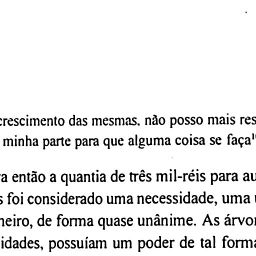 crescimento das mesmas, não posso mais res
minha parte para que alguma coisa se faça"
a então a quantia de três mil-réis para au
s foi considerado uma necessidade, uma
heiro, de forma quase unânime. As árvo
idades, possuíam um poder de tal forma